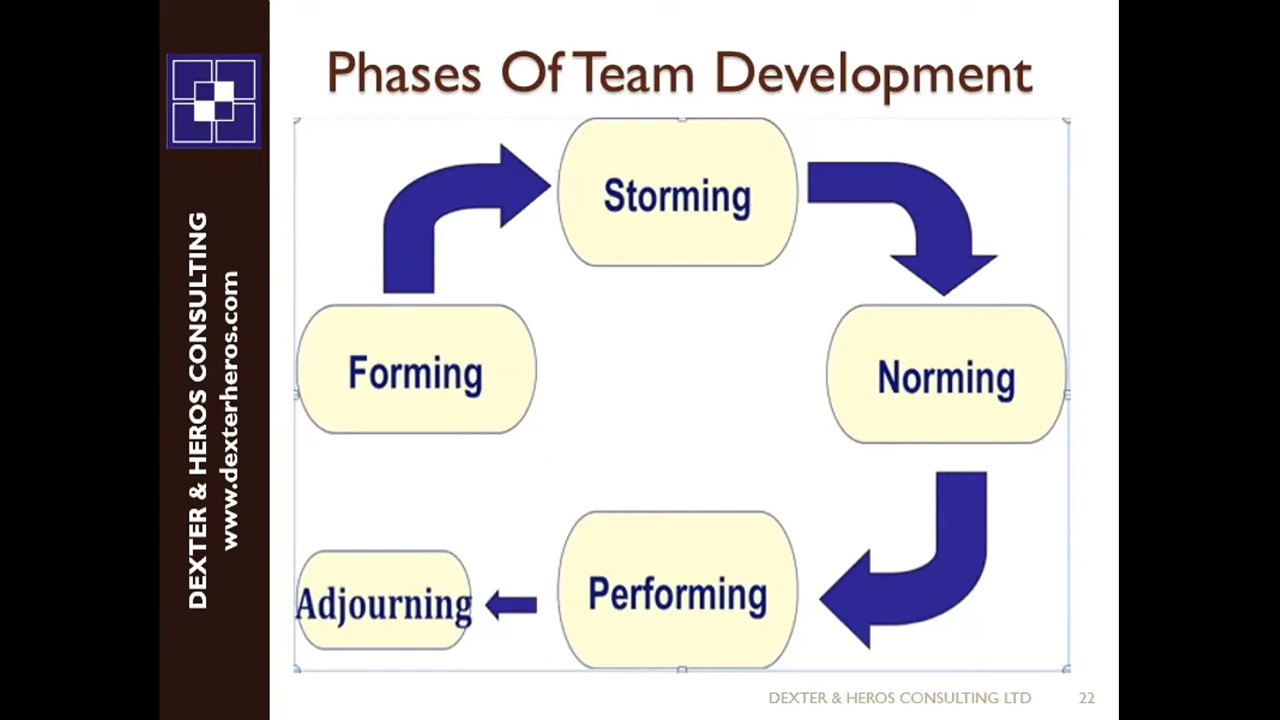 Phases Of Team Development
Storming
Forming
Norming
Performing
Adjourning
DEXTER & HEROS CONSULTING
www.dexterheros.com
DEXTER & HEROS CONSULTING LTD
22